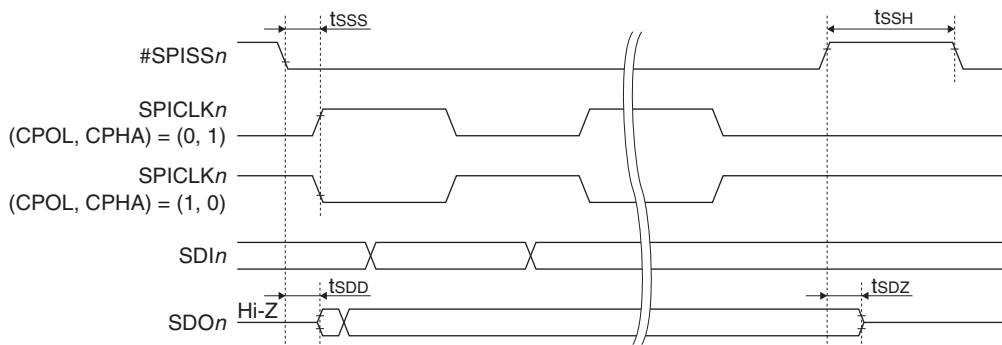 tSSS
tSSH
#SPISSn
SPICLKn
(CPOL, CPHA) = (0, 1)
SPICLKn
(CPOL, CPHA) = (1, 0)
SDIn
tSDD
tSDZ
Hi-Z
SDOn